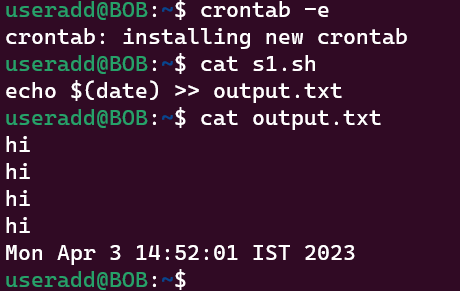 useradd@BOB:~$ crontab -e
crontab: installing new crontab
useradd@BOB:~$ cat s1.sh
echo $(date) >> output.txt
useradd@BOB:~$ cat output.txt
hi
hi
hi
hi
Mon Apr 3 14:52:01 IST 2023
useradd@BOB:~$